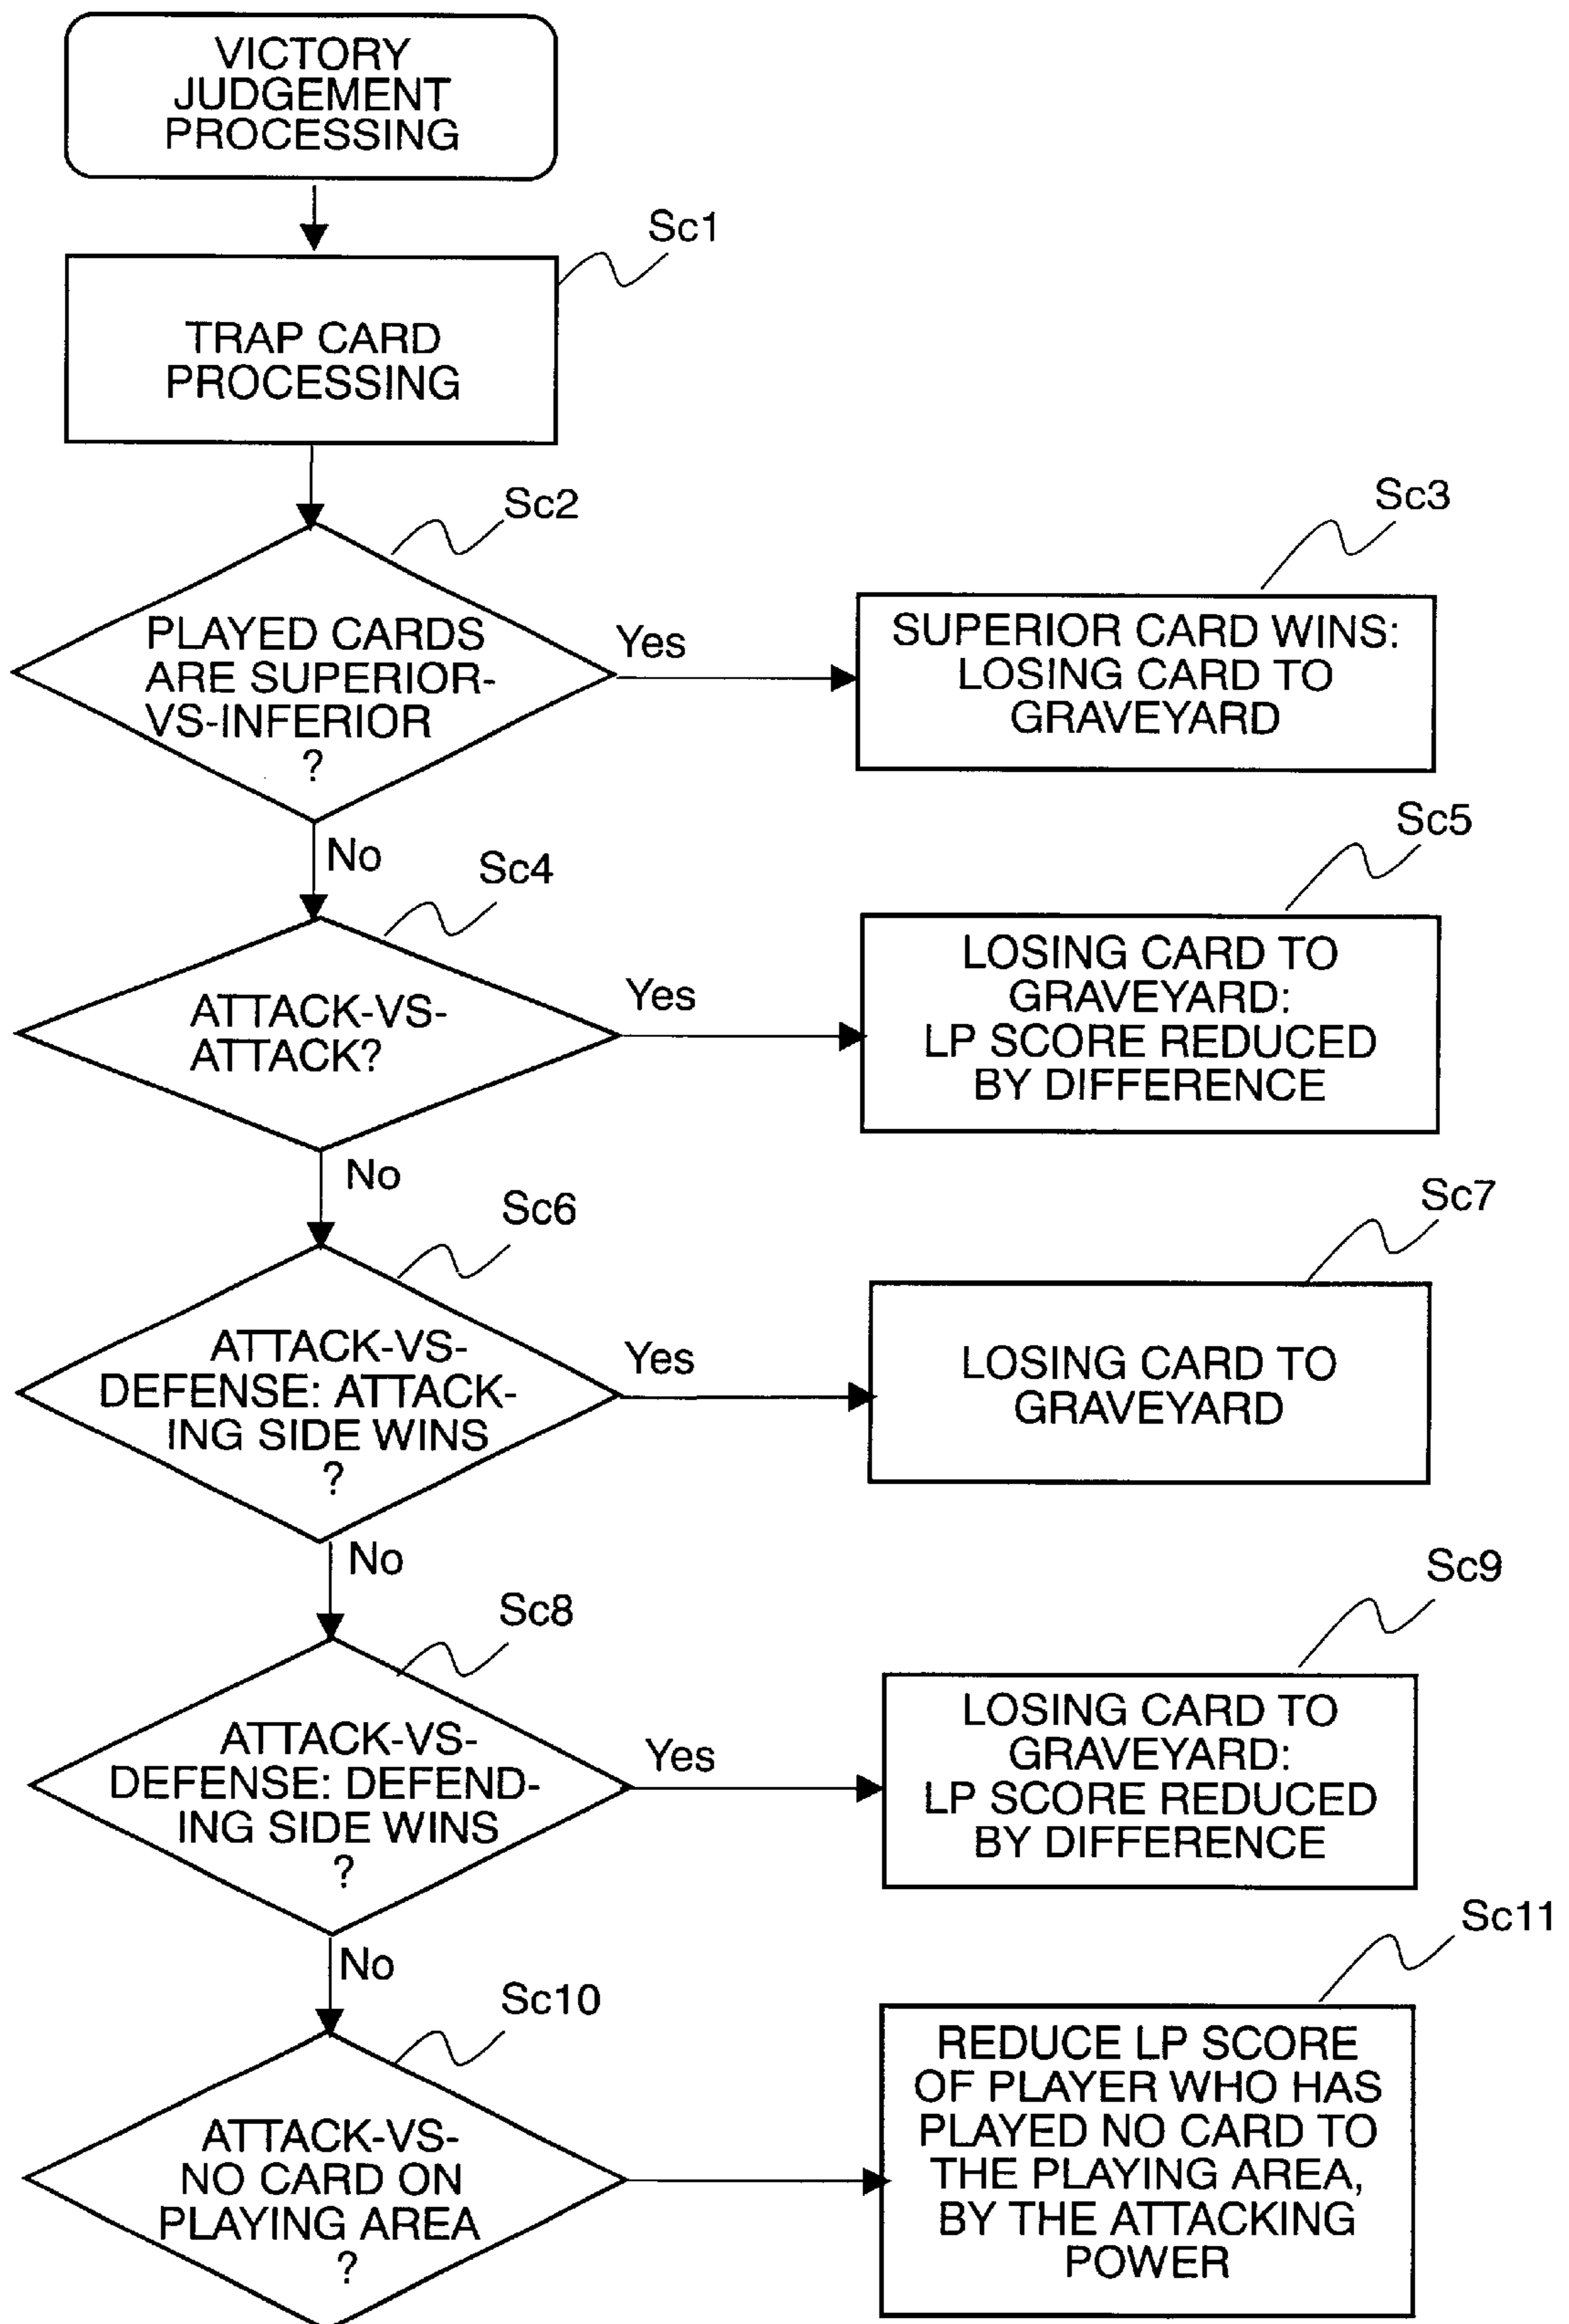 VICTORY
JUDGEMENT
PROCESSING
Sc1
TRAP CARD
PROCESSING
Sc2
PLAYED CARDS
ARE SUPERIOR-
VS-INFERIOR
?
Yes
Sc3
SUPERIOR CARD WINS:
LOSING CARD TO
GRAVEYARD
No
Sc4
ATTACK-VS-
ATTACK?
Yes
Sc5
LOSING CARD TO
GRAVEYARD:
LP SCORE REDUCED
BY DIFFERENCE
No
Sc6
ATTACK-VS-
DEFENSE: ATTACK-
ING SIDE WINS
?
Yes
Sc7
LOSING CARD TO
GRAVEYARD
No
Sc8
ATTACK-VS-
DEFENSE: DEFEND-
ING SIDE WINS
?
Yes
Sc9
LOSING CARD TO
GRAVEYARD:
LP SCORE REDUCED
BY DIFFERENCE
No
Sc10
ATTACK-VS-
NO CARD ON
PLAYING AREA
?
Sc11
REDUCE LP SCORE
OF PLAYER WHO HAS
PLAYED NO CARD TO
THE PLAYING AREA,
BY THE ATTACKING
POWER